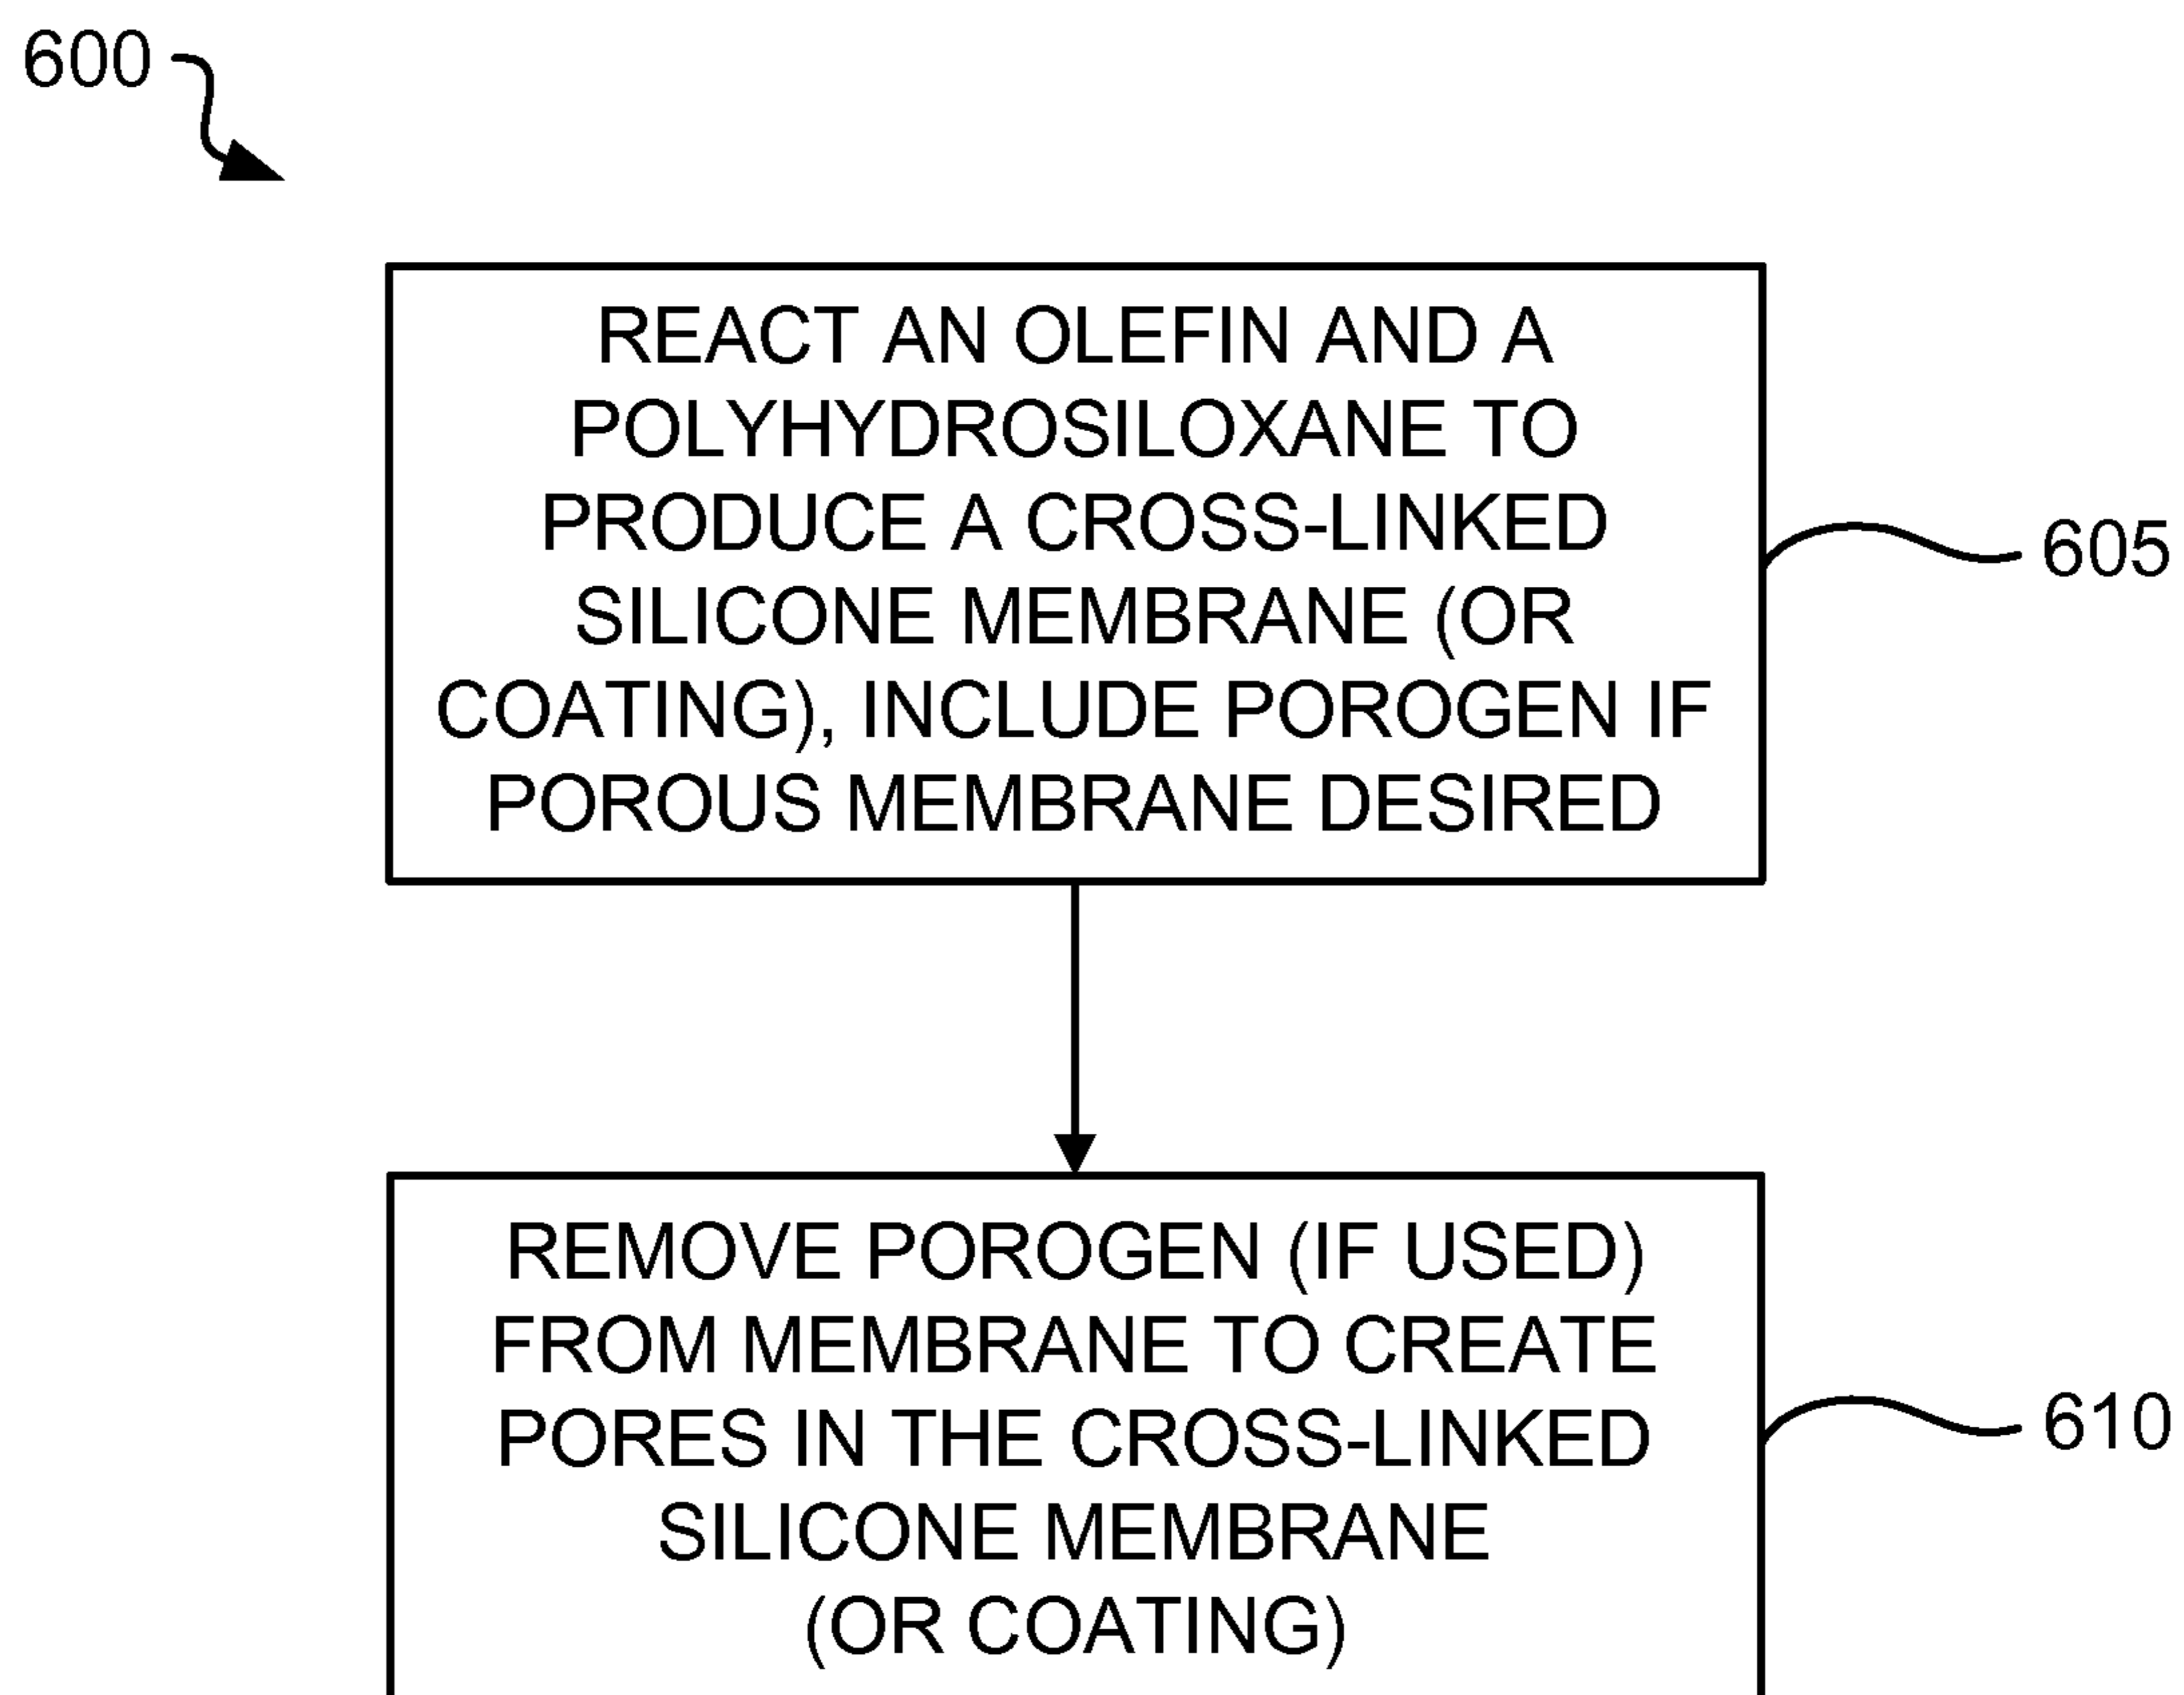 600
REACT AN OLEFIN AND A
POLYHYDROSILOXANE TO
PRODUCE A CROSS-LINKED
SILICONE MEMBRANE (OR
COATING), INCLUDE POROGEN IF
POROUS MEMBRANE DESIRED
605
REMOVE POROGEN (IF USED)
FROM MEMBRANE TO CREATE
PORES IN THE CROSS-LINKED
SILICONE MEMBRANE
(OR COATING)
610